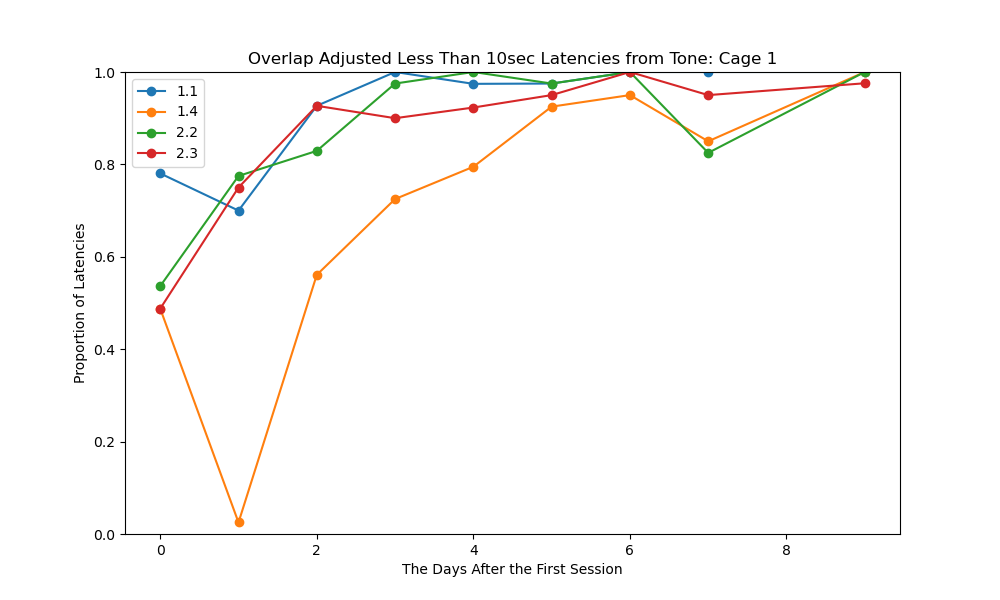 Overlap Adjusted Less Than 10sec Latencies from Tone: Cage 1
1.0
0.8
0.6
0.4
0.2
0.0
Proportion of Latencies
1.1
1.4
2.2
2.3
0 2 4 6 8
The Days After the First Session